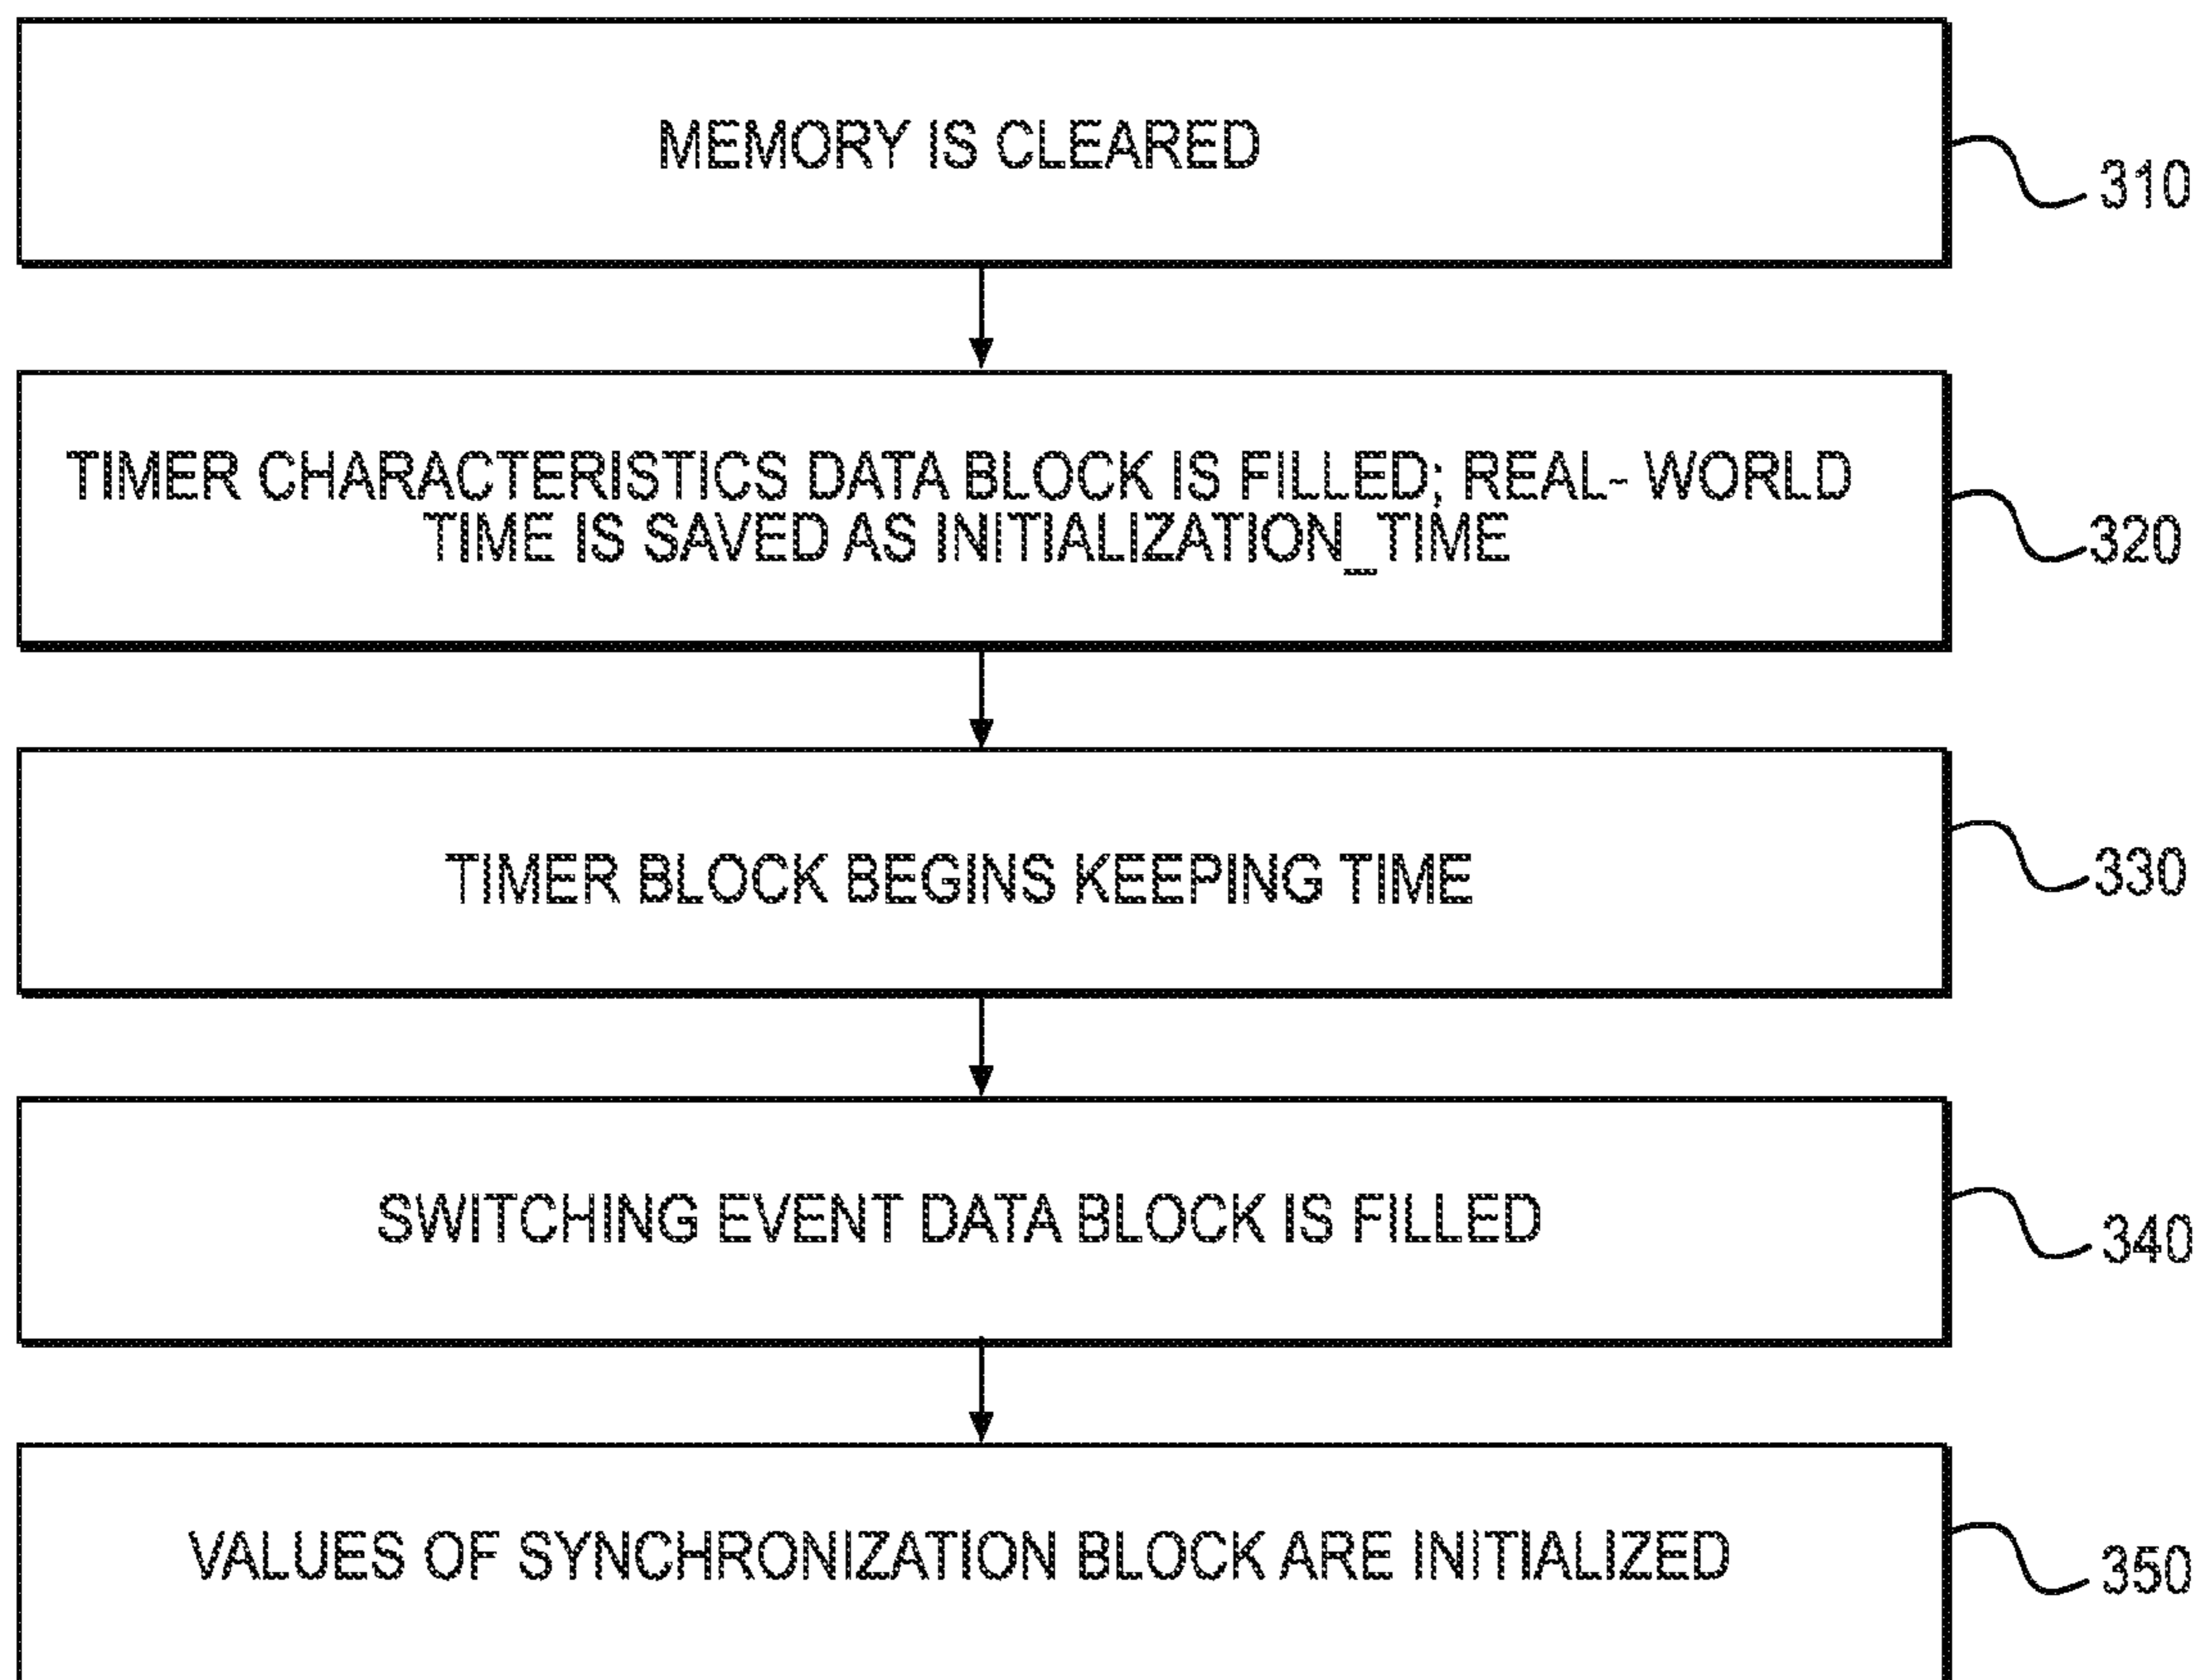 MEMORY IS CLEARED
310
TIMER CHARACTERISTICS DATA BLOCK IS FILLED; REAL- WORLD
TIME IS SAVED AS INITIALIZATION_TIME
320
TIMER BLOCK BEGINS KEEPING TIME
330
SWITCHING EVENT DATA BLOCK IS FILLED
340
VALUES OF SYNCHRONIZATION BLOCK ARE INITIALIZED
350